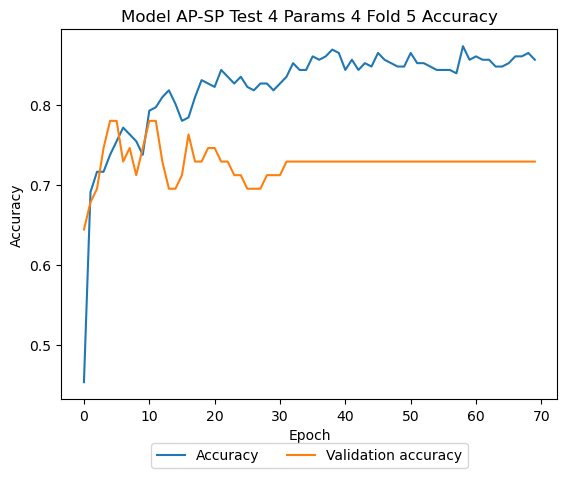 Model AP-SP Test 4 Params 4 Fold 5 Accuracy
Accuracy
0.8
0.7
0.6
0.5
0 10 20 30 40 50 60 70
Epoch
Accuracy Validation accuracy